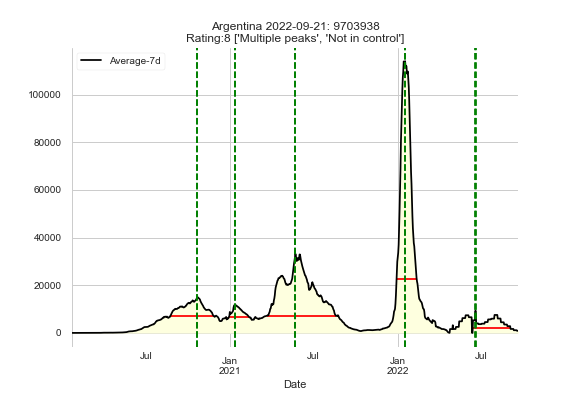 Argentina 2022-09-21: 9703938
Rating:8 ['Multiple peaks', 'Not in control']
Average-7d
100000
80000
60000
40000
20000
0
Jul
Jan
2021
Jul
Jan
2022
Jul
Date